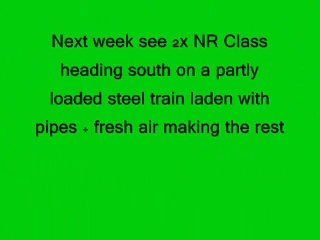 Next week see 2x NR Class
heading south on a partly
loaded steel train laden with
pipes + fresh air making the rest